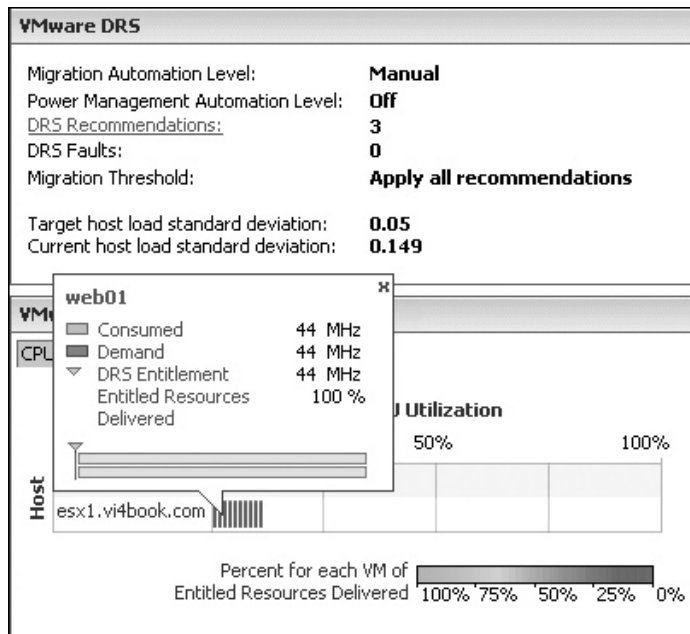 VMware DRS
Migration Automation Level: Manual
Power Management Automation Level: Off
DRS Recommendations: 3
DRS Faults: 0
Migration Threshold: Apply all recommendations
Target host load standard deviation: 0.05
Current host load standard deviation: 0.149
web01
Consumed 44 MHz
Demand 44 MHz
DRS Entitlement 44 MHz
Entitled Resources 100 %
Delivered
Utilization
50% 100%
Host
esx1.vi4book.com
Percent for each VM of
Entitled Resources Delivered 100% 75% 50% 25% 0%